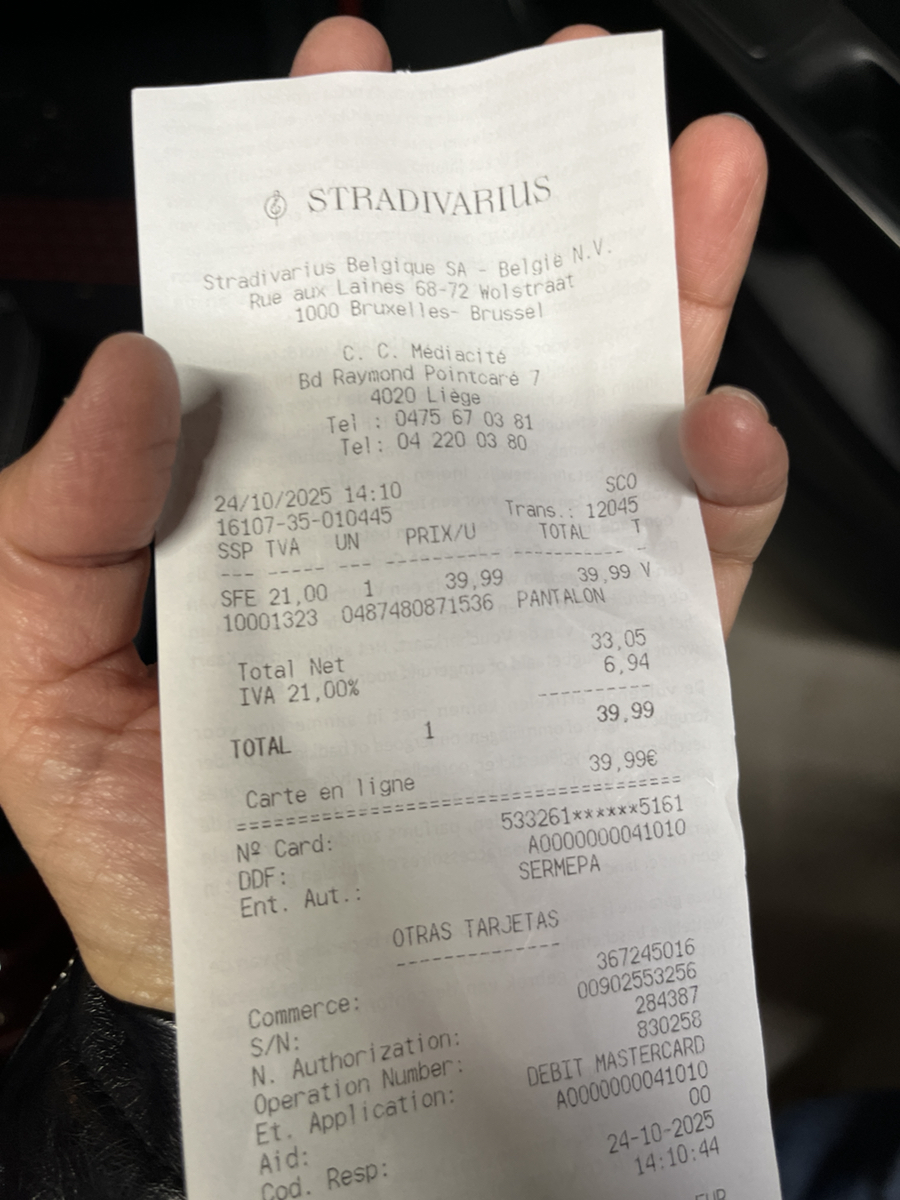 STRADIVARIUS
Stradivarius Belgique SA - België N.V.
Rue aux Laines 68-72 Wolstraat
1000 Bruxelles- Brussel
C. C. Médiacité
Bd Raymond Pointcaré 7
4020 Liège
Tel : 0475 67 03 81
Tel: 04 220 03 80
24/10/2025 14:10 SCO
16107-35-010445 Trans.: 12045
SSP TVA UN PRIX/U TOTAL T
--- ----- --- ---------- ---------- -
SFE 21,00 1 39,99 39,99 V
10001323 0487480871536 PANTALON
Total Net 33,05
IVA 21,00% 6,94
----------
TOTAL 1 39,99
Carte en ligne 39,99€
======================================
Nº Card: 533261******5161
DDF: A0000000041010
Ent. Aut.: SERMEPA
OTRAS TARJETAS
--------------
Commerce: 367245016
S/N: 00902553256
N. Authorization: 284387
Operation Number: 830258
Et. Application: DEBIT MASTERCARD
Aid: A0000000041010
Cod. Resp: 00
24-10-2025
14:10:44
EUR